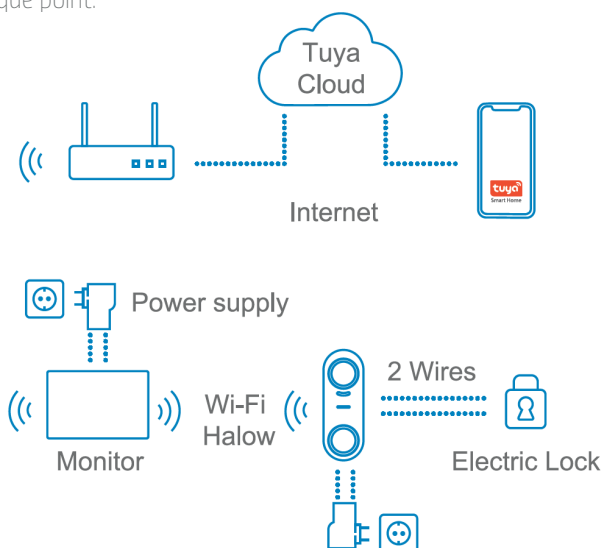 que point.
Tuya
Cloud
tuya
Smart Home
Internet
Power supply
Monitor
Wi-Fi
Halow
2 Wires
Electric Lock